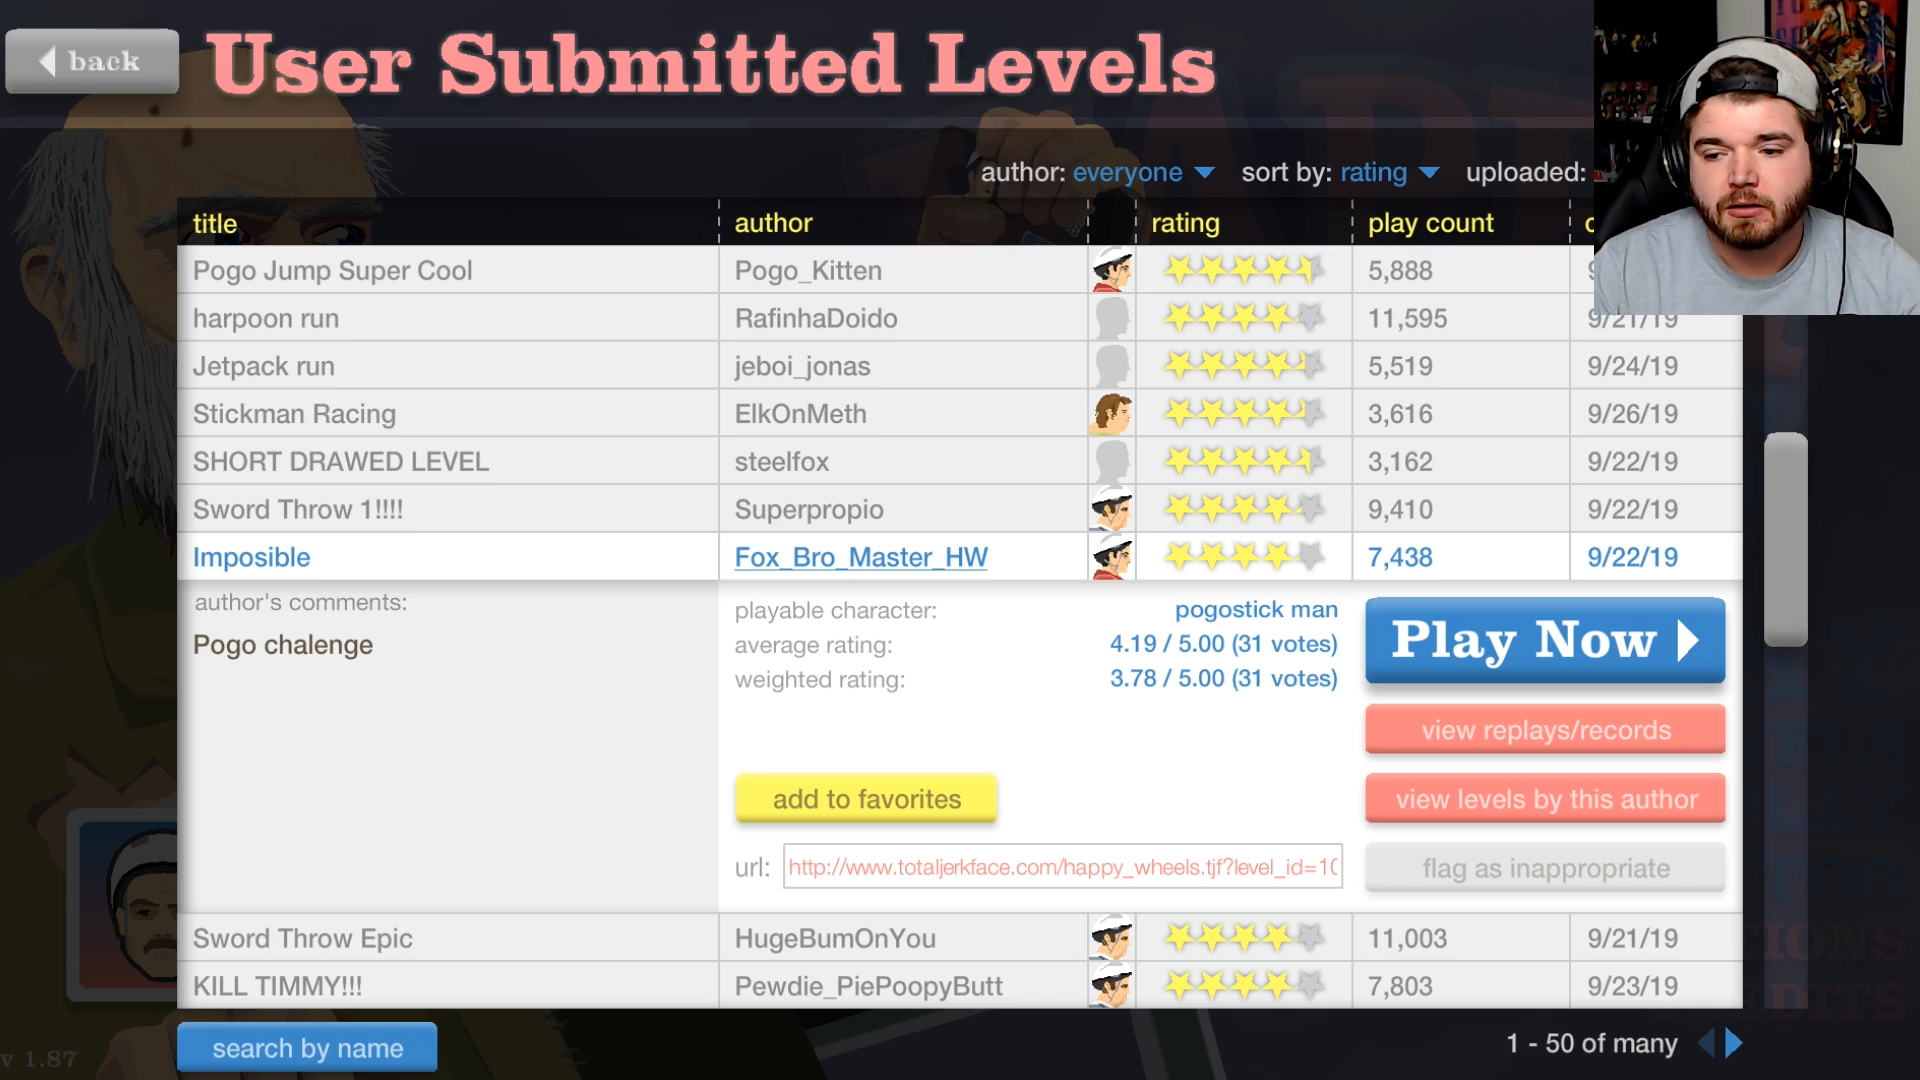 back
User Submitted Levels
author: everyone sort by: rating uploaded:
title author rating play count
Pogo Jump Super Cool Pogo_Kitten 5,888
harpoon run RafinhaDoido 11,595 9/21/19
Jetpack run jeboi_jonas 5,519 9/24/19
Stickman Racing ElkOnMeth 3,616 9/26/19
SHORT DRAWED LEVEL steelfox 3,162 9/22/19
Sword Throw 1!!!! Superpropio 9,410 9/22/19
Imposible Fox_Bro_Master_HW 7,438 9/22/19
author's comments:
Pogo chalenge
playable character: pogostick man
average rating: 4.19 / 5.00 (31 votes)
weighted rating: 3.78 / 5.00 (31 votes)
add to favorites
url: http://www.totaljerkface.com/happy_wheels.tjf?level_id=1
Play Now
view replays/records
view levels by this author
flag as inappropriate
Sword Throw Epic HugeBumOnYou 11,003 9/21/19
KILL TIMMY!!! Pewdie_PiePoopyButt 7,803 9/23/19
search by name
1 - 50 of many
v 1.87